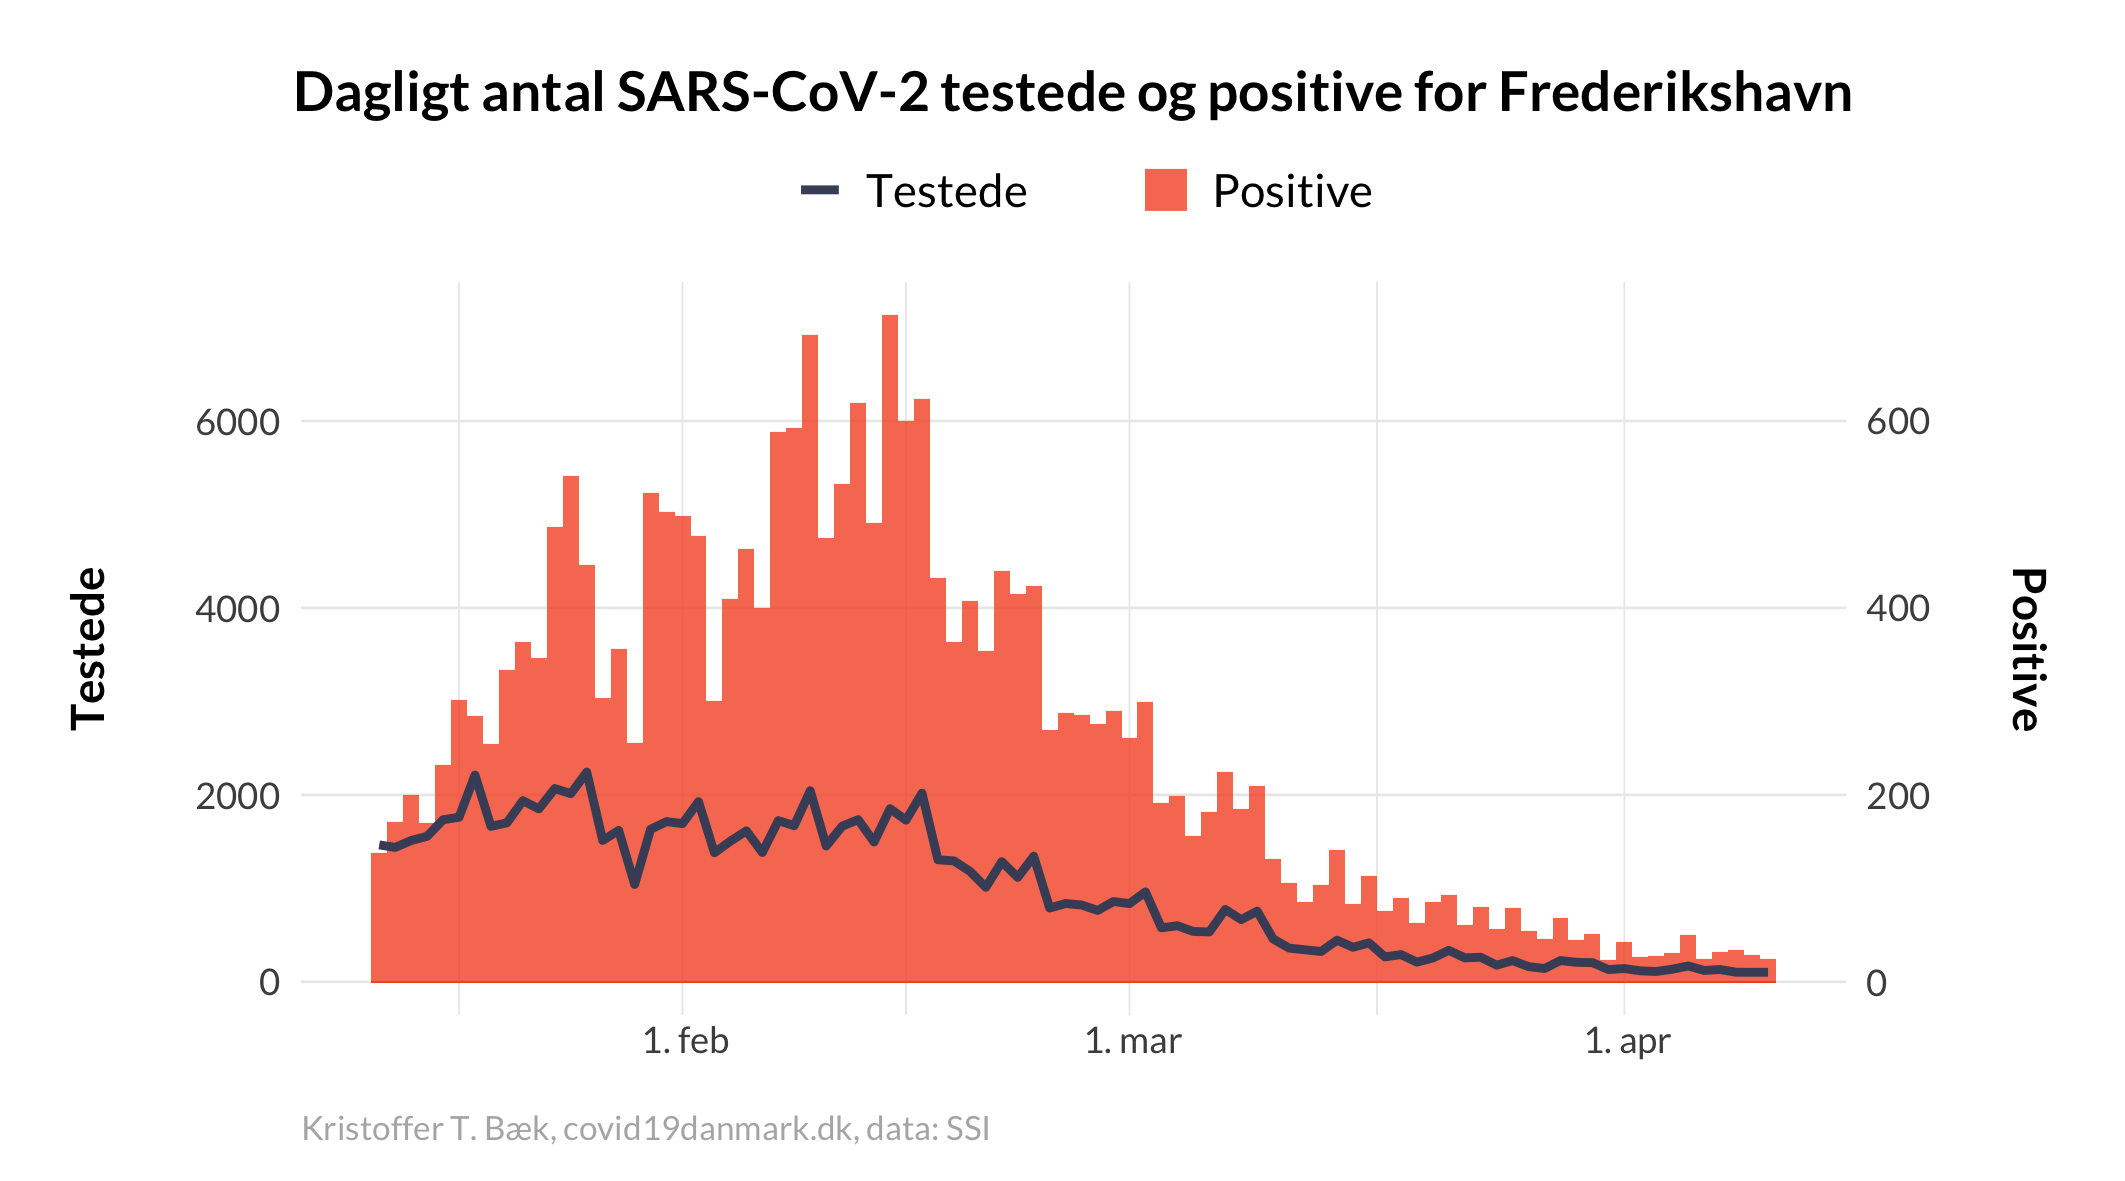 Dagligt antal SARS-CoV-2 testede og positive for Frederikshavn
Testede
Positive
6000
4000
2000
0
600
400
200
0
Testede
Positive
1. feb
1. mar
1. apr
Kristoffer T. Bæk, covid19danmark.dk, data: SSI